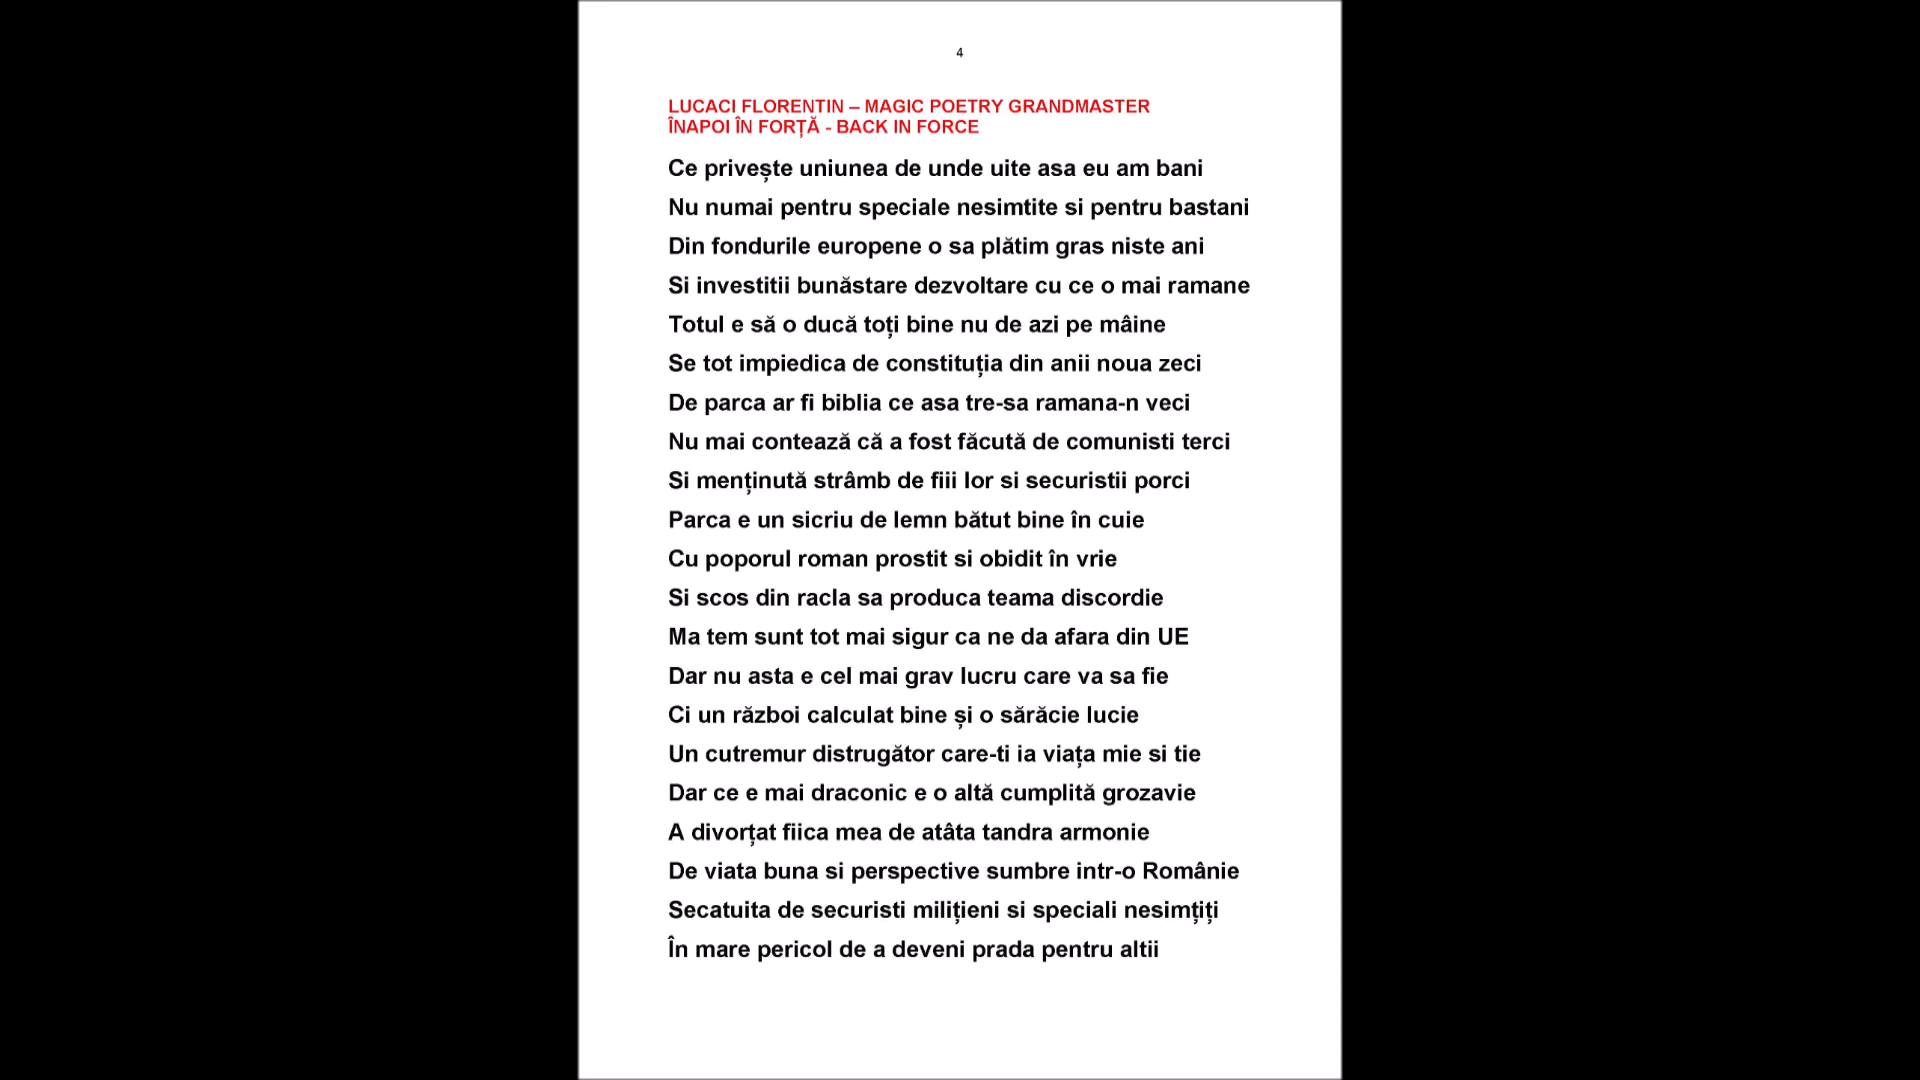 4
LUCACI FLORENTIN – MAGIC POETRY GRANDMASTER
ÎNAPOI ÎN FORȚĂ - BACK IN FORCE
Ce privește uniunea de unde uite asa eu am bani
Nu numai pentru speciale nesimtite si pentru bastani
Din fondurile europene o sa plătim gras niste ani
Si investitii bunăstare dezvoltare cu ce o mai ramane
Totul e să o ducă toți bine nu de azi pe mâine
Se tot impiedica de constituția din anii noua zeci
De parca ar fi biblia ce asa tre-sa ramana-n veci
Nu mai contează că a fost făcută de comunisti terci
Si menținută strâmb de fiii lor si securistii porci
Parca e un sicriu de lemn bătut bine în cuie
Cu poporul roman prostit si obidit în vrie
Si scos din racla sa produca teama discordie
Ma tem sunt tot mai sigur ca ne da afara din UE
Dar nu asta e cel mai grav lucru care va sa fie
Ci un război calculat bine și o sărăcie lucie
Un cutremur distrugător care-ti ia viața mie si tie
Dar ce e mai draconic e o altă cumplită grozavie
A divorțat fiica mea de atâta tandra armonie
De viata buna si perspective sumbre intr-o Românie
Secatuita de securisti milițieni si speciali nesimțiți
În mare pericol de a deveni prada pentru altii